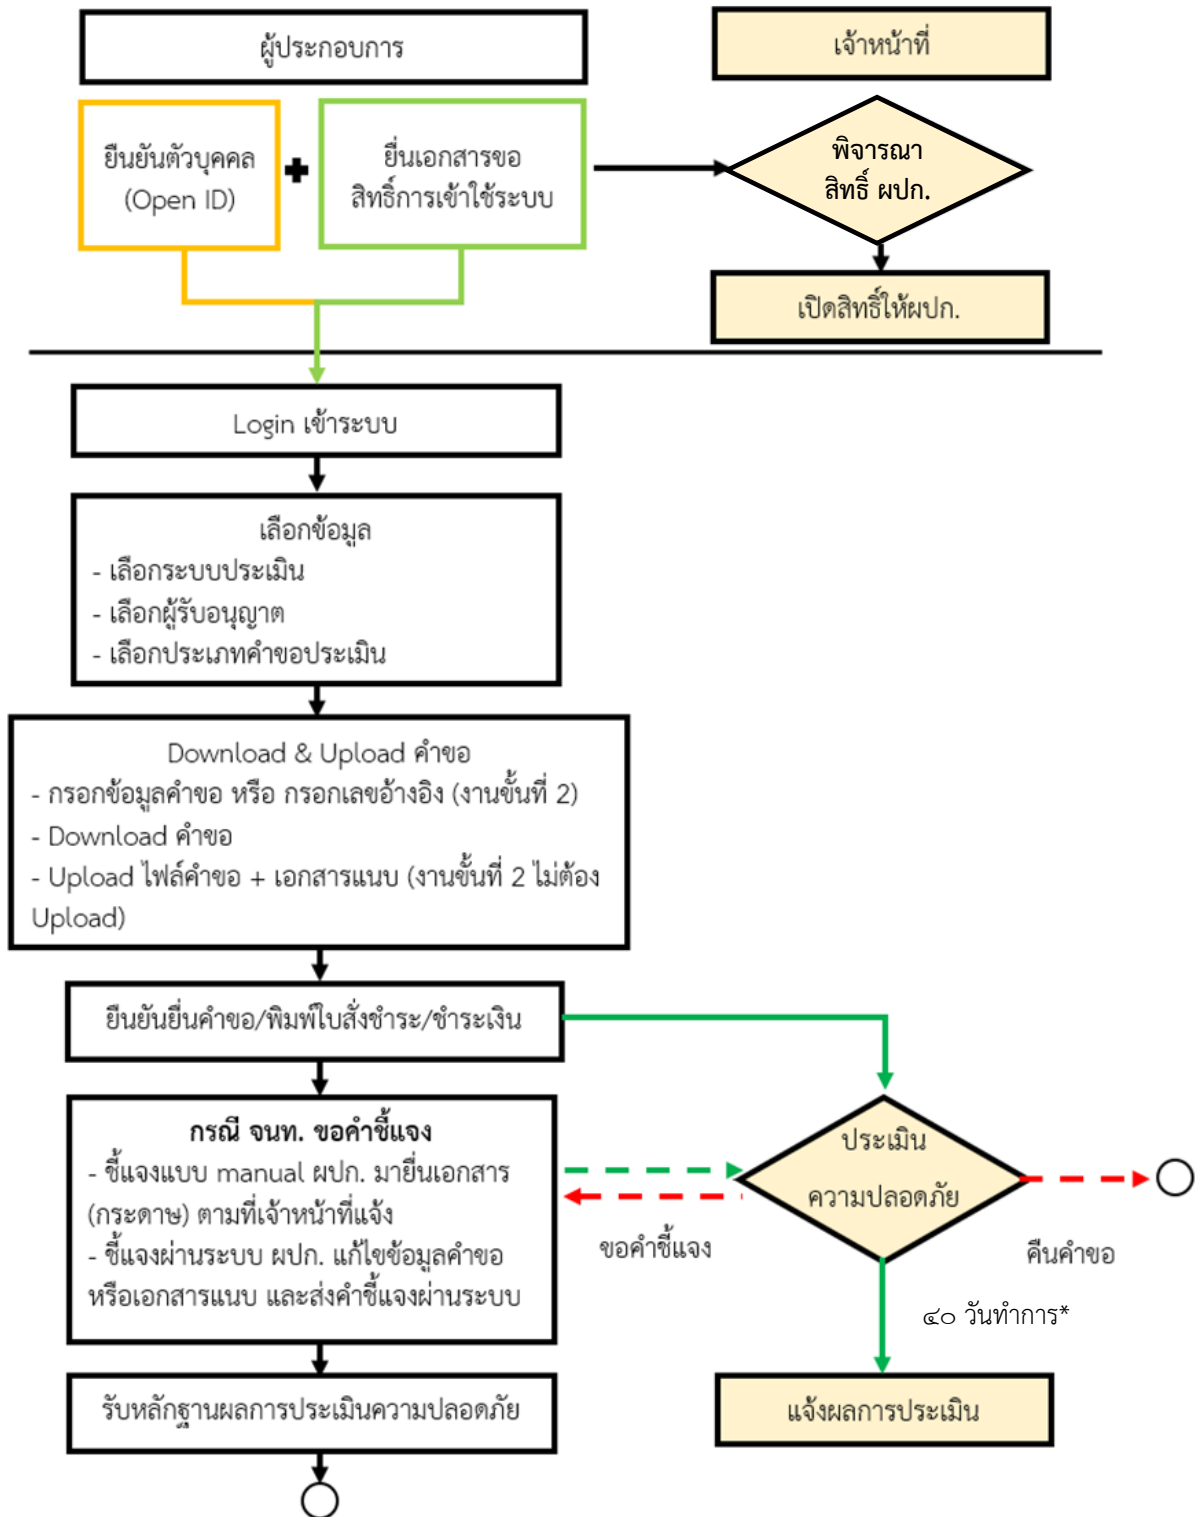 ผู้ประกอบการ
เจ้าหน้าที่
ยืนยันตัวบุคคล
(Open ID)
ยื่นเอกสารขอ
สิทธิ์การเข้าใช้ระบบ
พิจารณา
สิทธิ์ ผปก.
เปิดสิทธิ์ให้ผปก.
Login เข้าระบบ
เลือกข้อมูล
- เลือกระบบประเมิน
- เลือกผู้รับอนุญาต
- เลือกประเภทคำขอประเมิน
Download & Upload คำขอ
- กรอกข้อมูลคำขอ หรือ กรอกเลขอ้างอิง (งานขั้นที่ 2)
- Download คำขอ
- Upload ไฟล์คำขอ + เอกสารแนบ (งานขั้นที่ 2 ไม่ต้อง
Upload)
ยืนยันยื่นคำขอ/พิมพ์ใบสั่งชำระ/ชำระเงิน
กรณี จนท. ขอคำชี้แจง
- ชี้แจงแบบ manual ผปก. มายื่นเอกสาร
(กระดาษ) ตามที่เจ้าหน้าที่แจ้ง
- ชี้แจงผ่านระบบ ผปก. แก้ไขข้อมูลคำขอ
หรือเอกสารแนบ และส่งคำชี้แจงผ่านระบบ
ประเมิน
ความปลอดภัย
ขอคำชี้แจง
คืนคำขอ
๔๐ วันทำการ*
รับหลักฐานผลการประเมินความปลอดภัย
แจ้งผลการประเมิน